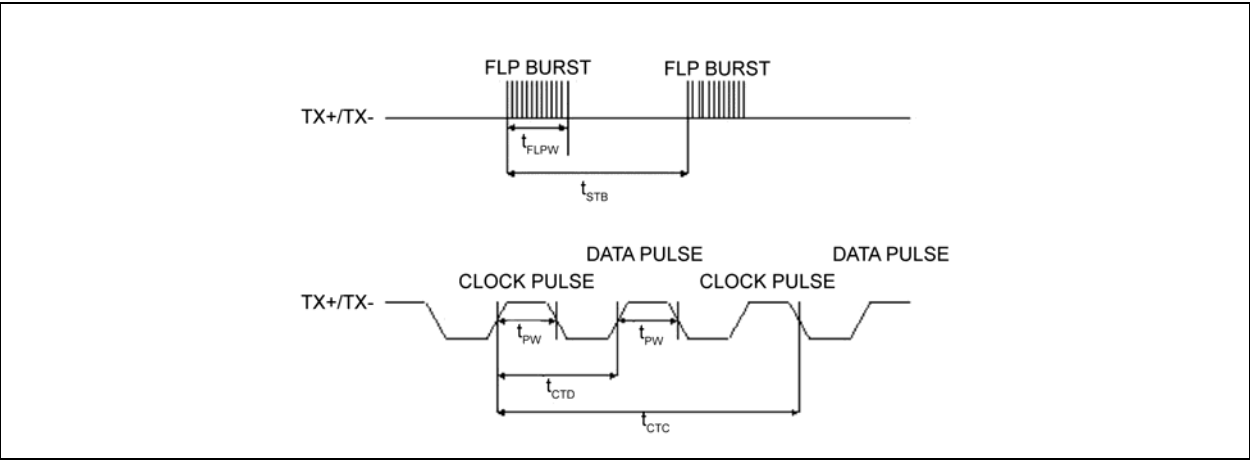 FLP BURST FLP BURST
TX+/TX-
tFLPW
tSTB
DATA PULSE DATA PULSE
CLOCK PULSE CLOCK PULSE
TX+/TX-
tPW tPW
tCTD
tCTC